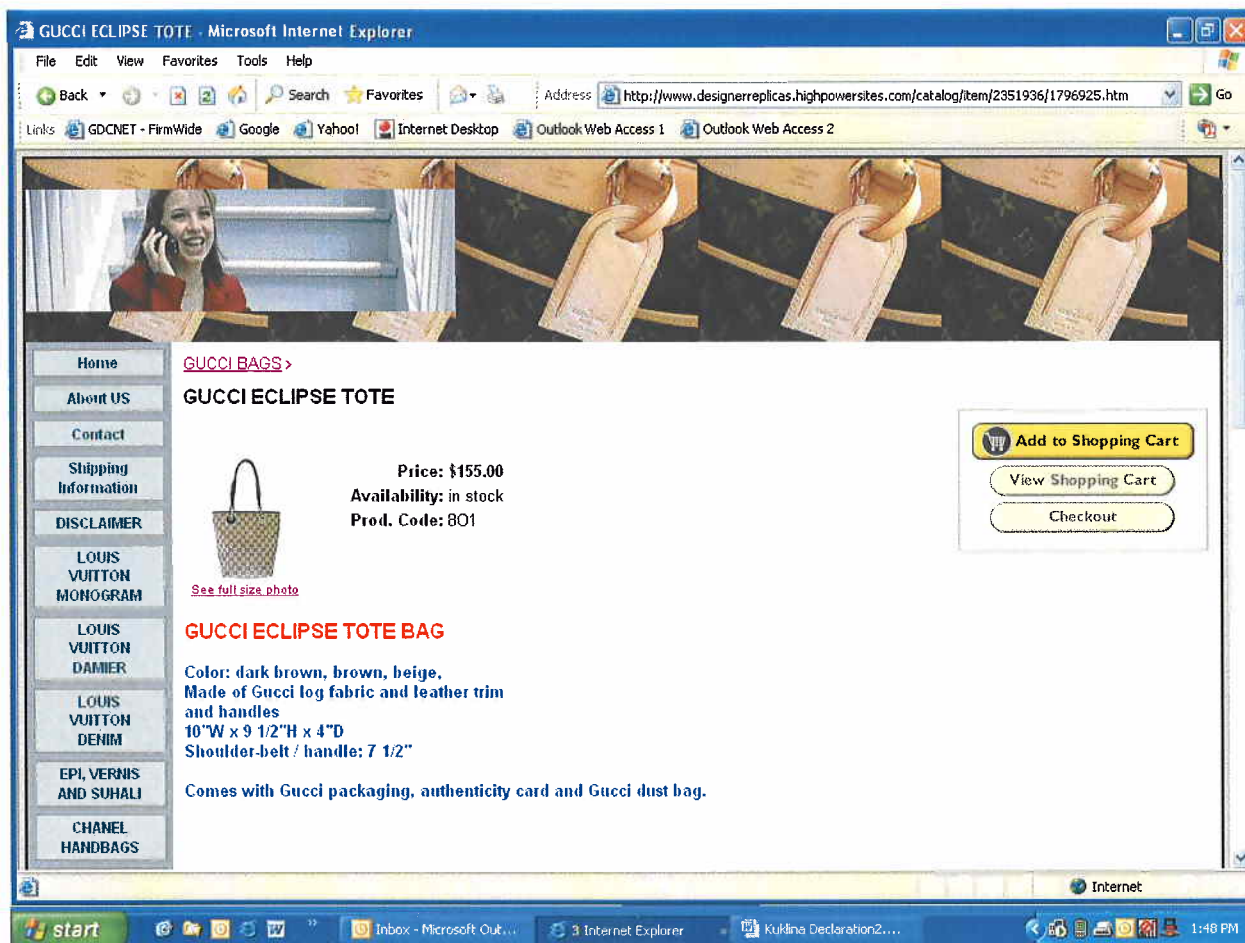 GUCCI ECLIPSE TOTE - Microsoft Internet Explorer
File Edit View Favorites Tools Help
Back Search Favorites Address http://www.designerreplicas.highpowersites.com/catalog/item/2351936/1796925.htm Go
Links GDCNET - FirmWide Google Yahoo! Internet Desktop Outlook Web Access 1 Outlook Web Access 2
Home
About US
Contact
Shipping
Information
DISCLAIMER
LOUIS
VUITTON
MONOGRAM
LOUIS
VUITTON
DAMIER
LOUIS
VUITTON
DENIM
EPI, VERNIS
AND SUHALI
CHANEL
HANDBAGS
GUCCI BAGS >
GUCCI ECLIPSE TOTE
Price: $155.00
Availability: in stock
Prod. Code: 8O1
See full size photo
Add to Shopping Cart
View Shopping Cart
Checkout
GUCCI ECLIPSE TOTE BAG
Color: dark brown, brown, beige,
Made of Gucci log fabric and leather trim
and handles
10"W x 9 1/2"H x 4"D
Shoulder-belt / handle: 7 1/2"
Comes with Gucci packaging, authenticity card and Gucci dust bag.
Internet
start Inbox - Microsoft Out... 3 Internet Explorer Kuklina Declaration2.... 1:48 PM